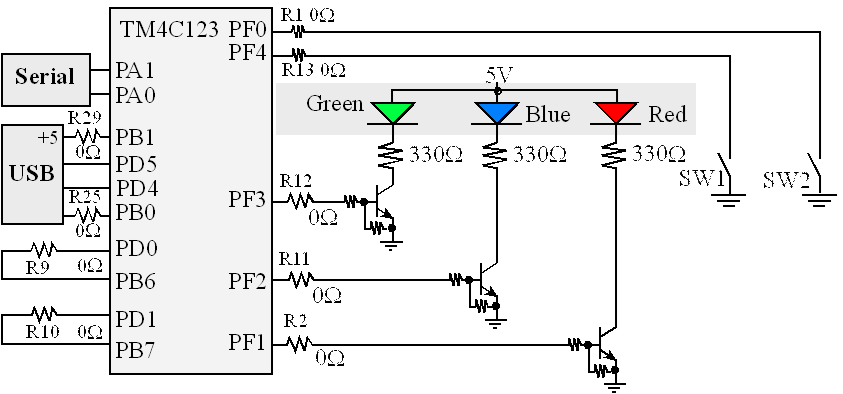 TM4C123
PF0
R1 0Ω
PF4
R13 0Ω
Serial
PA1
PA0
5V
Green
Blue
Red
R29
+5
0Ω
PB1
USB
PD5
PD4
R25
0Ω
PB0
330Ω
330Ω
330Ω
SW1
SW2
PF3
R12
0Ω
PD0
R9
0Ω
PB6
PF2
R11
0Ω
PD1
R10
0Ω
PB7
PF1
R2
0Ω